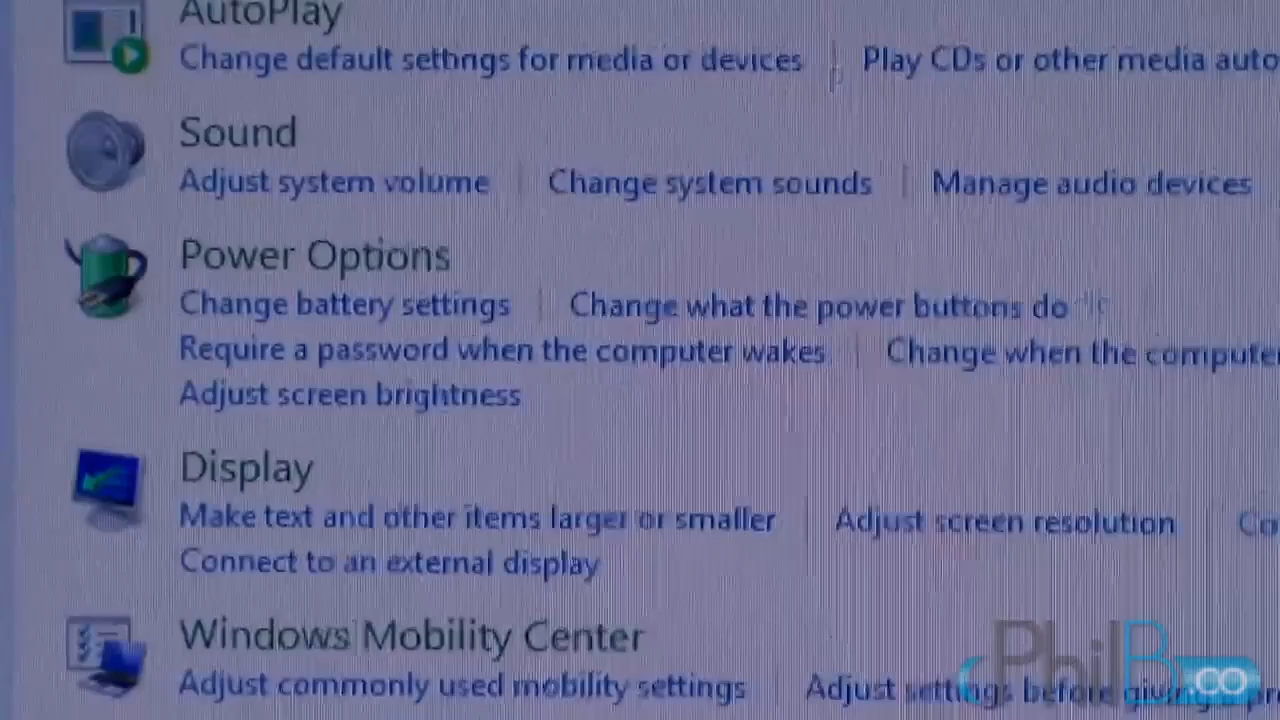 AutoPlay
Change default settings for media or devices | Play CDs or other media auto
Sound
Adjust system volume | Change system sounds | Manage audio devices
Power Options
Change battery settings | Change what the power buttons do
Require a password when the computer wakes | Change when the computer
Adjust screen brightness
Display
Make text and other items larger or smaller | Adjust screen resolution | Co
Connect to an external display
Windows Mobility Center
Adjust commonly used mobility settings | Adjust settings before giving
PhilB.co